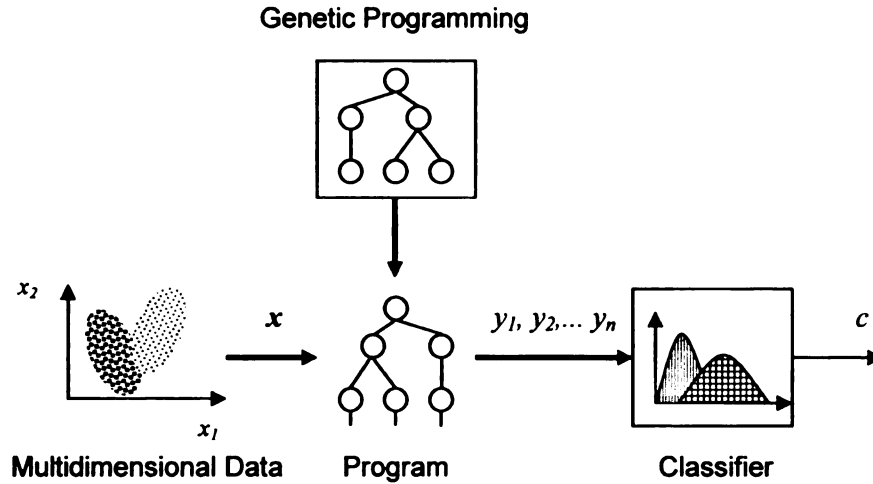 Genetic Programming
x₂
x
y₁, y₂,... yₙ
c
x₁
Multidimensional Data
Program
Classifier